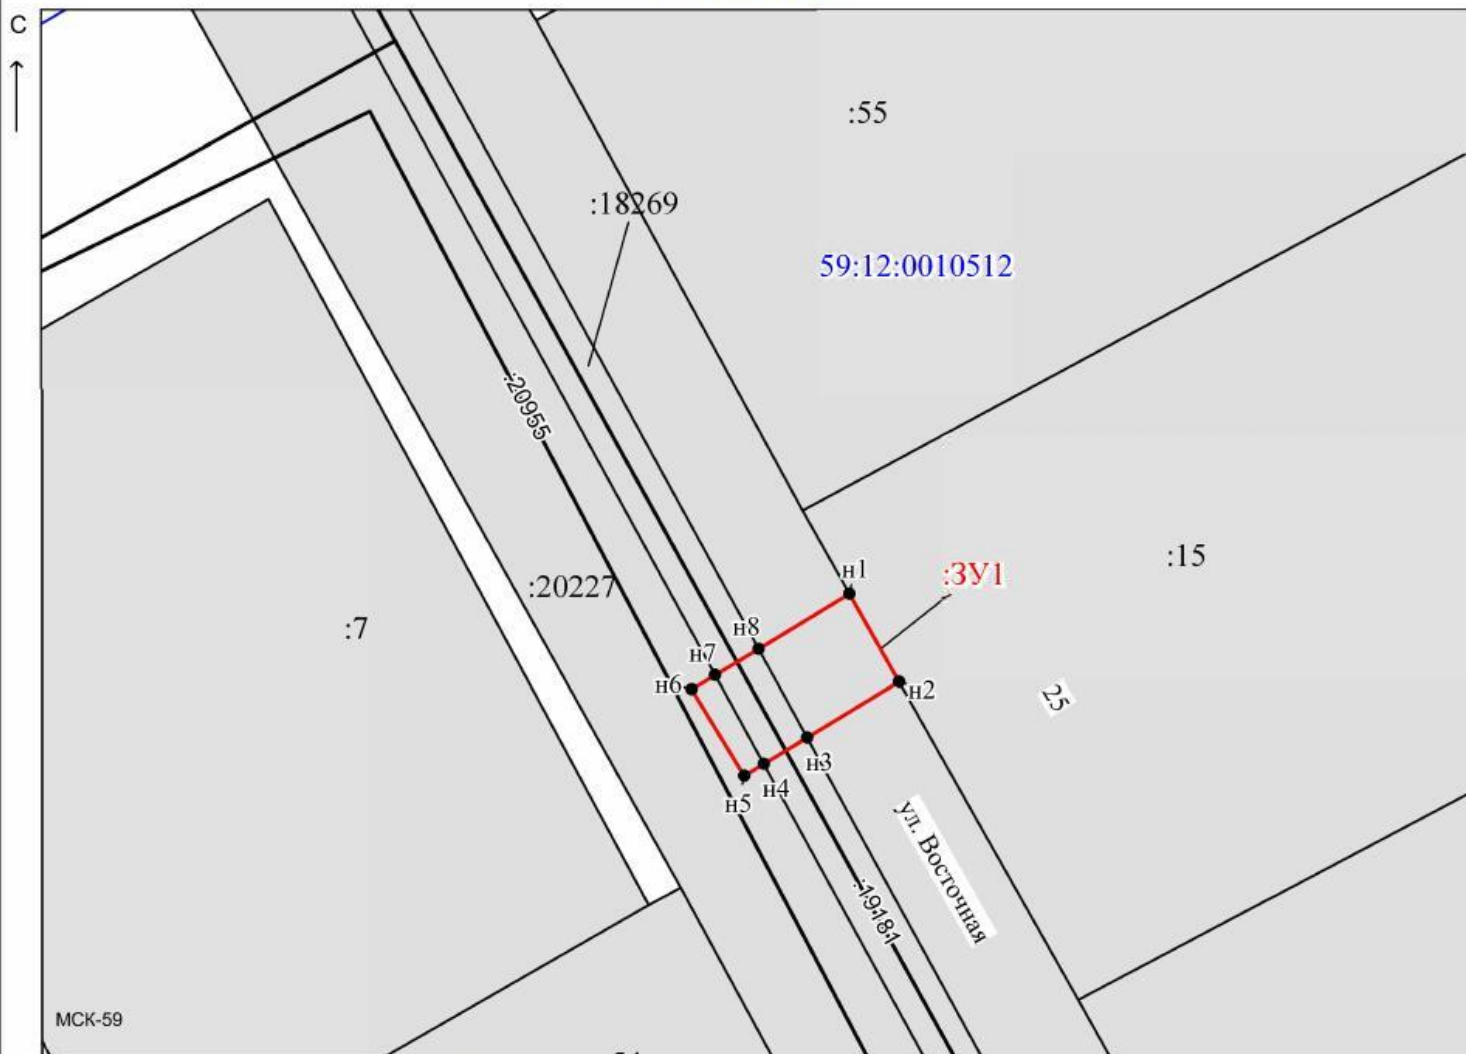 С
:55
:18269
59:12:0010512
:20955
:15
н1
:ЗУ1
:20227
:7
н8
н7
н6
н2
25
н3
н4
н5
ул. Восточная
:19181
МСК-59